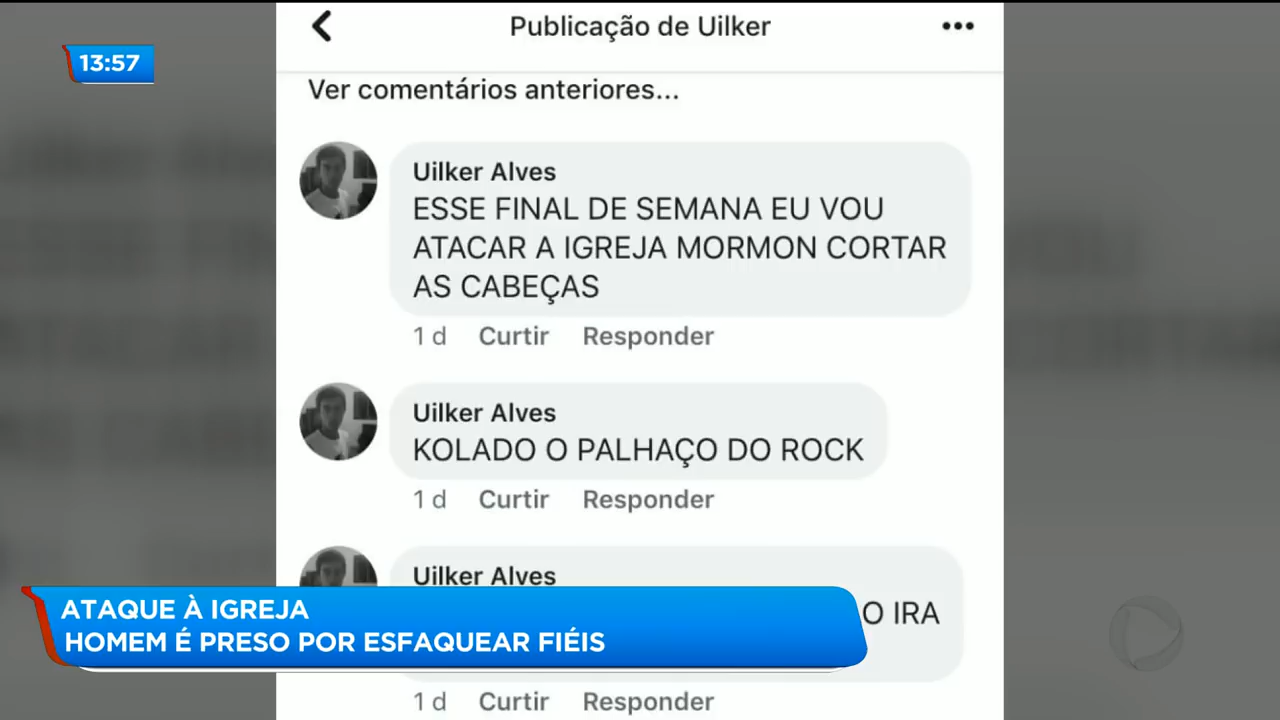 Publicação de Uilker
13:57
Ver comentários anteriores...
Uilker Alves
ESSE FINAL DE SEMANA EU VOU
ATACAR A IGREJA MORMON CORTAR
AS CABEÇAS
1 d Curtir Responder
Uilker Alves
KOLADO O PALHAÇO DO ROCK
1 d Curtir Responder
Uilker Alves
O IRA
ATAQUE À IGREJA
HOMEM É PRESO POR ESFAQUEAR FIÉIS
1 d Curtir Responder